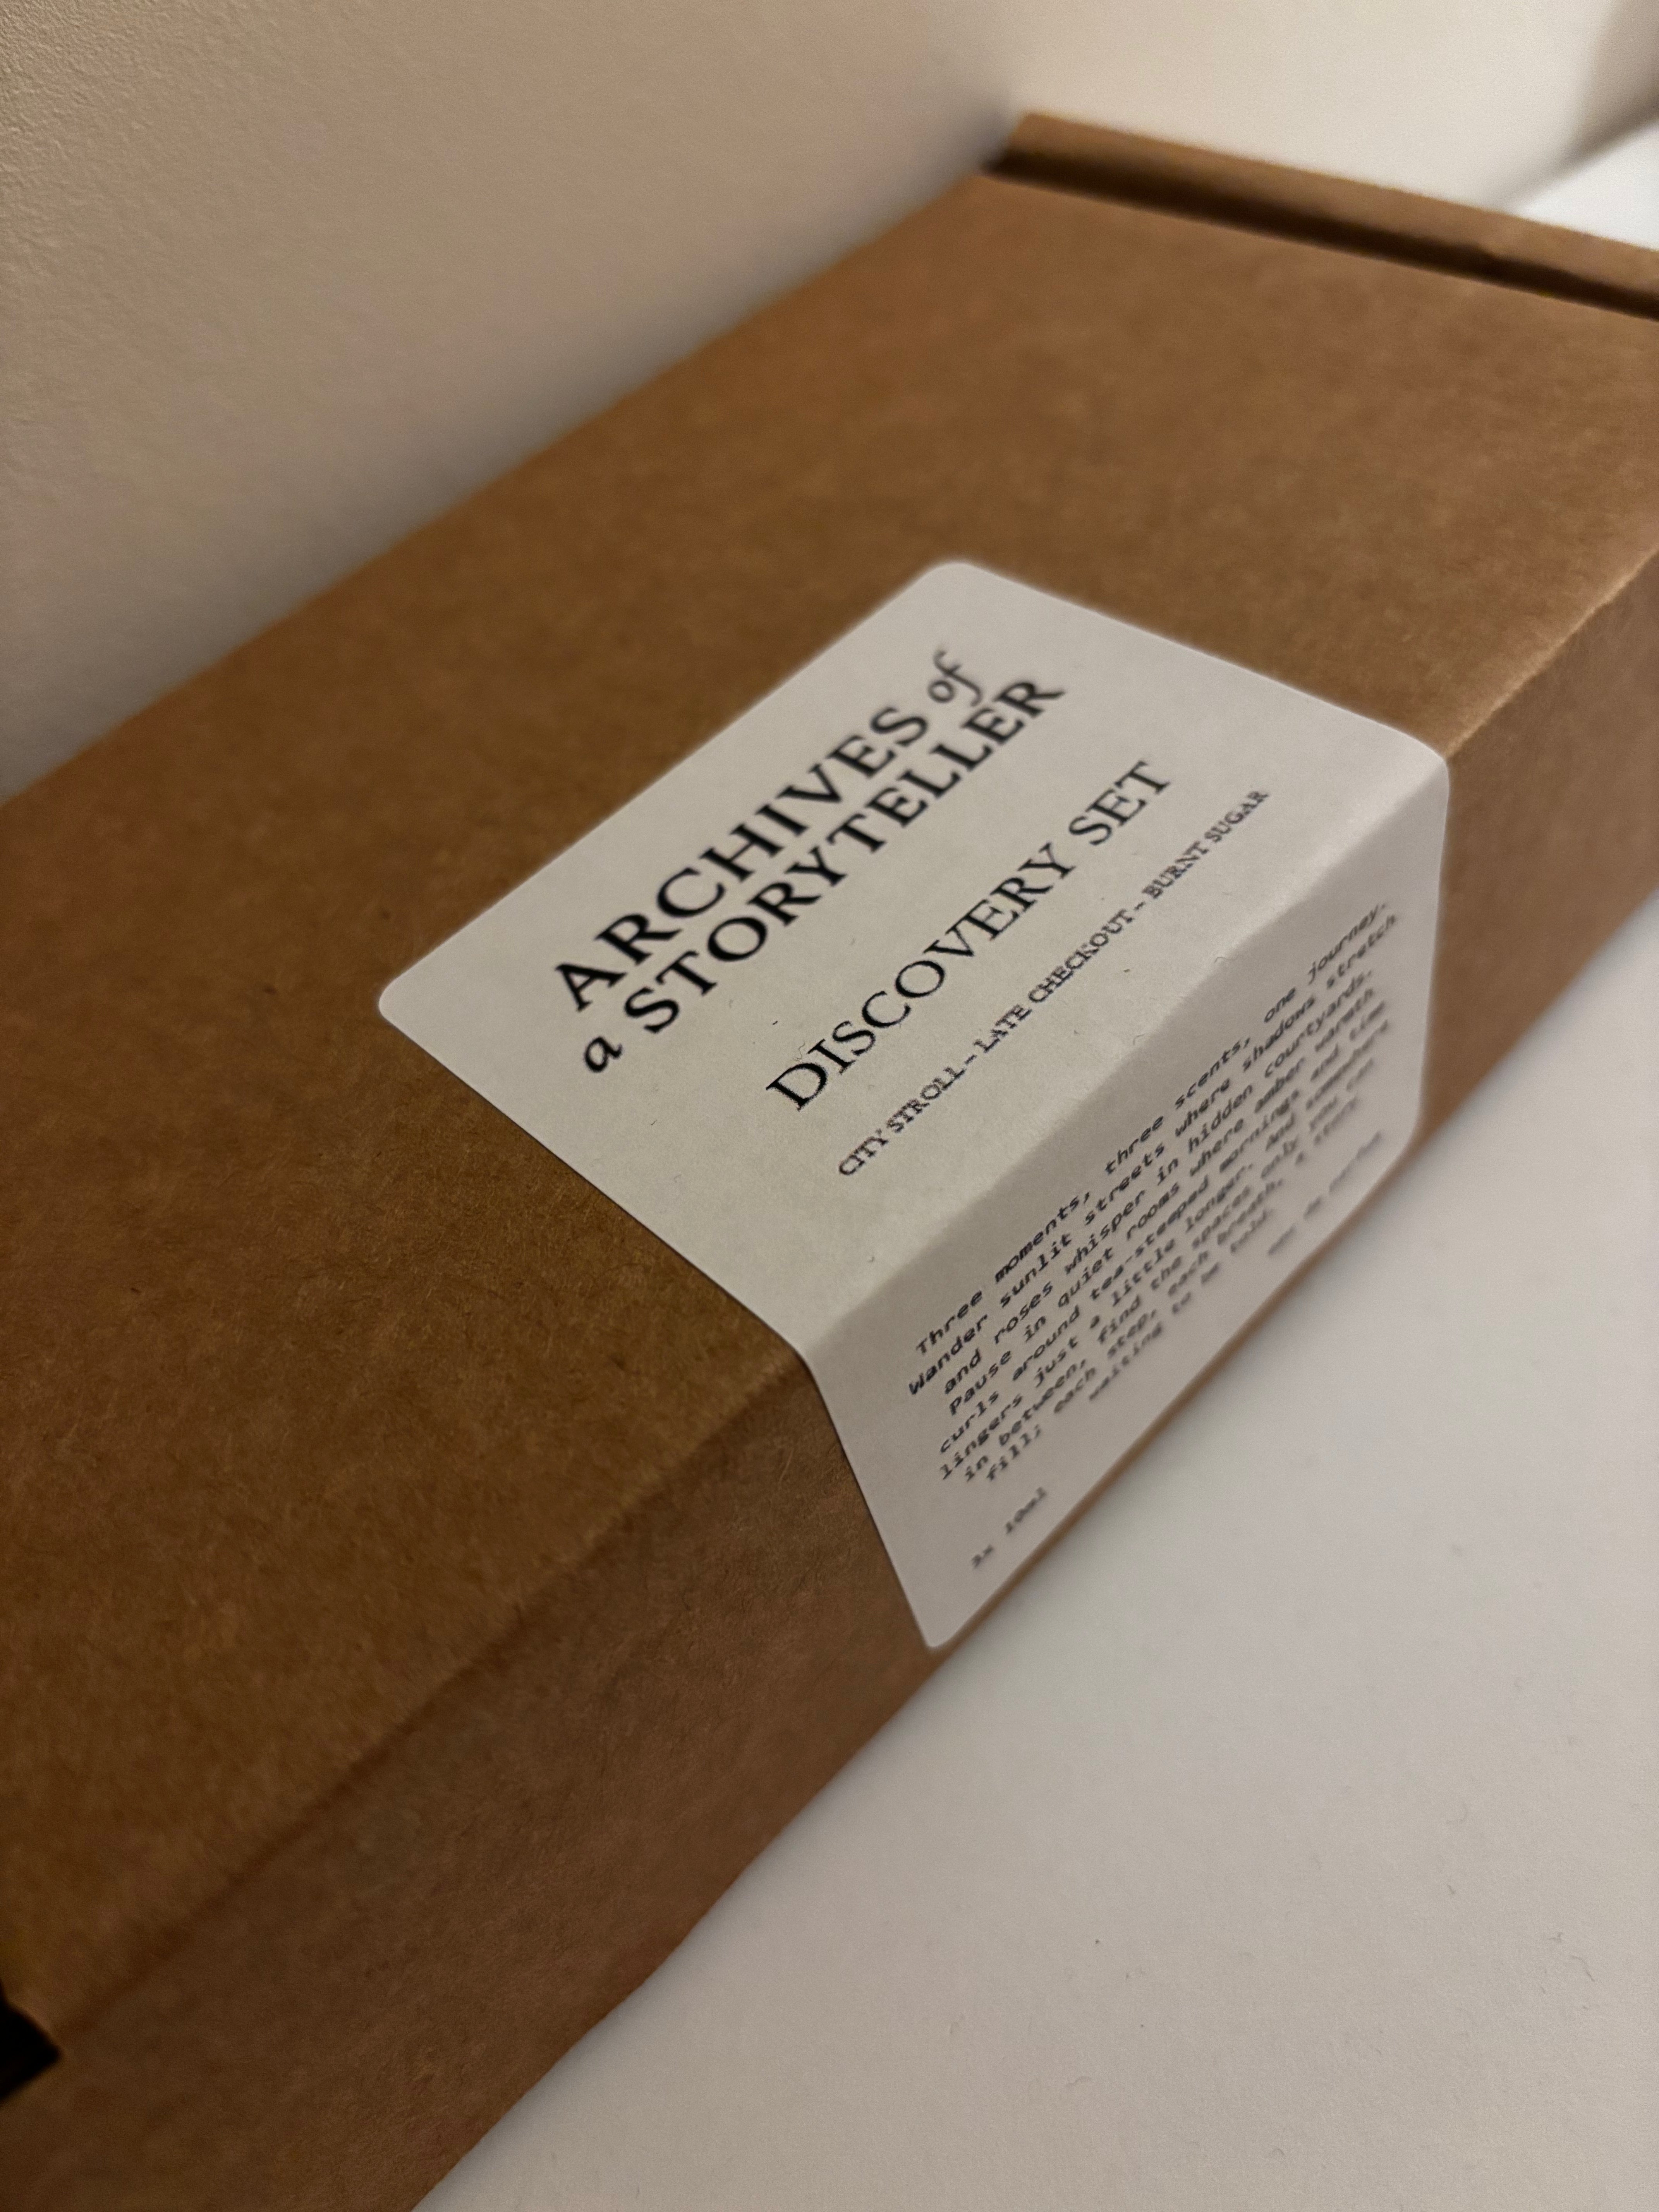 ARCHIVES of
a STORYTELLER
DISCOVERY SET
CITY STROLL - LATE CHECKOUT - BURNT SUGAR
Three moments, three scents, one journey.
Wander sunlit streets where shadows stretch
and roses whisper in hidden courtyards.
Pause in quiet rooms where amber warmth
curls around tea-steeped mornings and time
lingers just a little longer. And somewhere
in between, find the spaces only you can
fill; each step, each breath, a story
waiting to be told.
3x 10ml